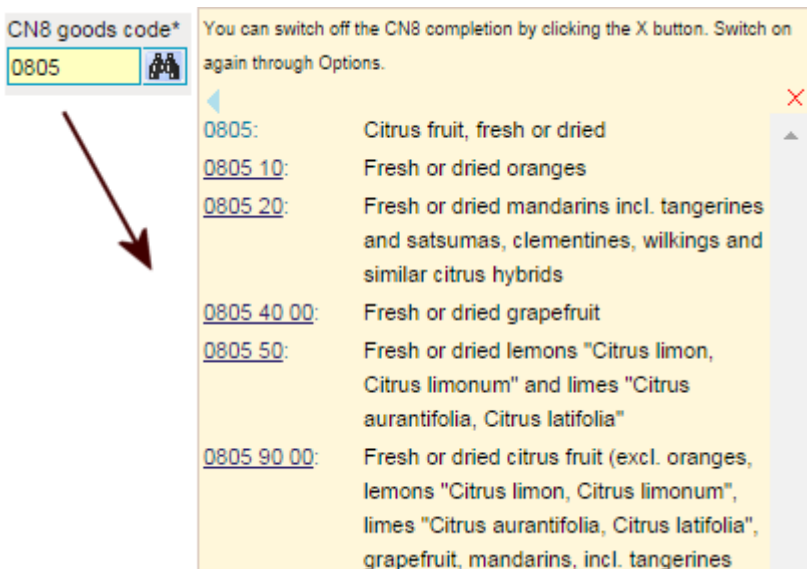 CN8 goods code*
0805
You can switch off the CN8 completion by clicking the X button. Switch on
again through Options.
0805: Citrus fruit, fresh or dried
0805 10: Fresh or dried oranges
0805 20: Fresh or dried mandarins incl. tangerines
and satsumas, clementines, wilkings and
similar citrus hybrids
0805 40 00: Fresh or dried grapefruit
0805 50: Fresh or dried lemons "Citrus limon,
Citrus limonum" and limes "Citrus
aurantifolia, Citrus latifolia"
0805 90 00: Fresh or dried citrus fruit (excl. oranges,
lemons "Citrus limon, Citrus limonum",
limes "Citrus aurantifolia, Citrus latifolia",
grapefruit, mandarins, incl. tangerines